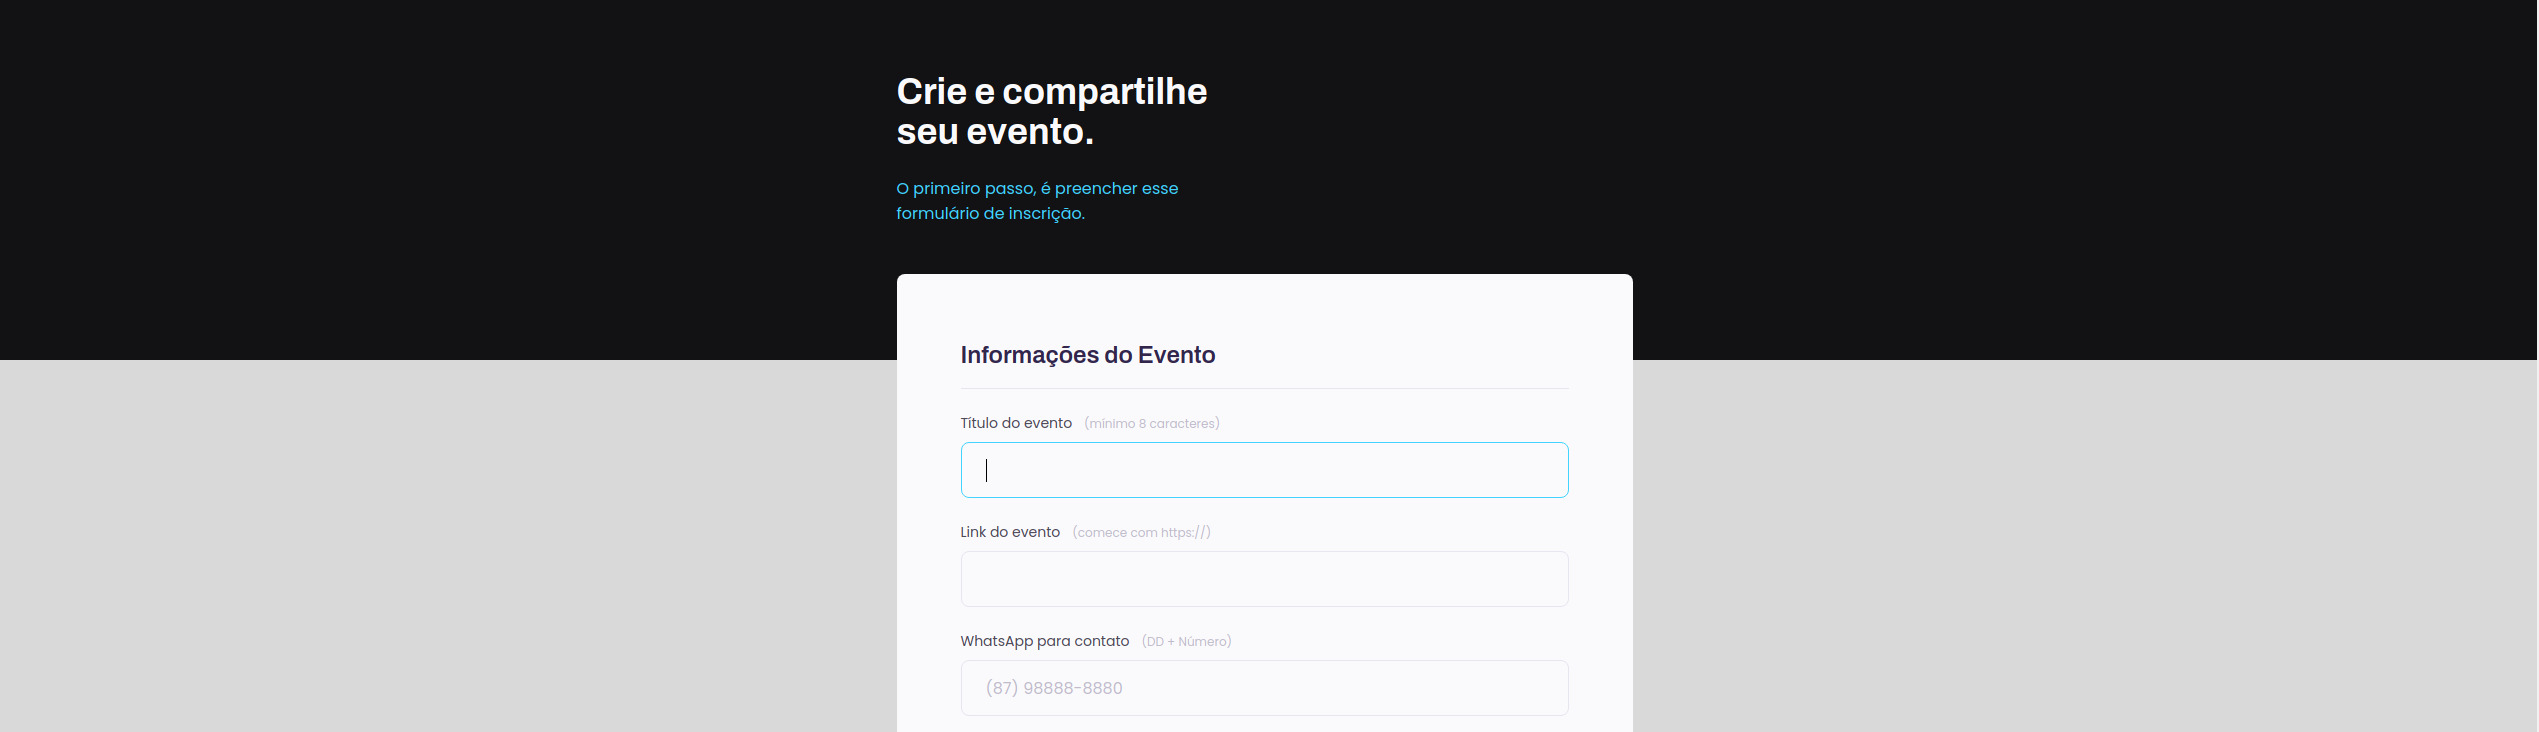 Crie e compartilhe
seu evento.
O primeiro passo, é preencher esse
formulário de inscrição.
Informações do Evento
Título do evento (mínimo 8 caracteres)
Link do evento (comece com https://)
WhatsApp para contato (DD + Número)
(87) 98888-8880